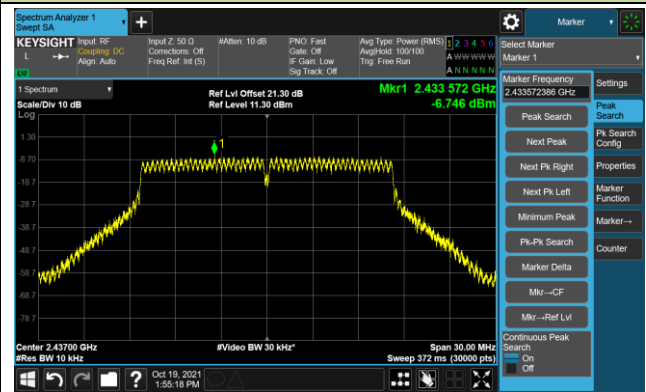 Spectrum Analyzer 1
Swept SA
Marker
KEYSIGHT
L
LXI
Input: RF
Coupling: DC
Align: Auto
Input Z: 50 Ω
Corrections: Off
Freq Ref: Int (S)
#Atten: 10 dB
PNO: Fast
Gate: Off
IF Gain: Low
Sig Track: Off
Avg Type: Power (RMS)
Avg|Hold: 100/100
Trig: Free Run
1 2 3 4 5 6
A W W W W W
A N N N N N
Select Marker
Marker 1
1 Spectrum
Scale/Div 10 dB
Log
Ref Lvl Offset 21.30 dB
Ref Level 11.30 dBm
Mkr1 2.433 572 GHz
-6.746 dBm
1
1.30
-8.70
-18.7
-28.7
-38.7
-48.7
-58.7
-68.7
-78.7
Center 2.43700 GHz
#Res BW 10 kHz
#Video BW 30 kHz*
Span 30.00 MHz
Sweep 372 ms (30000 pts)
Marker Frequency
2.433572386 GHz
Peak Search
Next Peak
Next Pk Right
Next Pk Left
Minimum Peak
Pk-Pk Search
Marker Delta
Mkr→CF
Mkr→Ref Lvl
Continuous Peak
Search
On
Off
Settings
Peak
Search
Pk Search
Config
Properties
Marker
Function
Marker→
Counter
?
Oct 19, 2021
1:55:18 PM